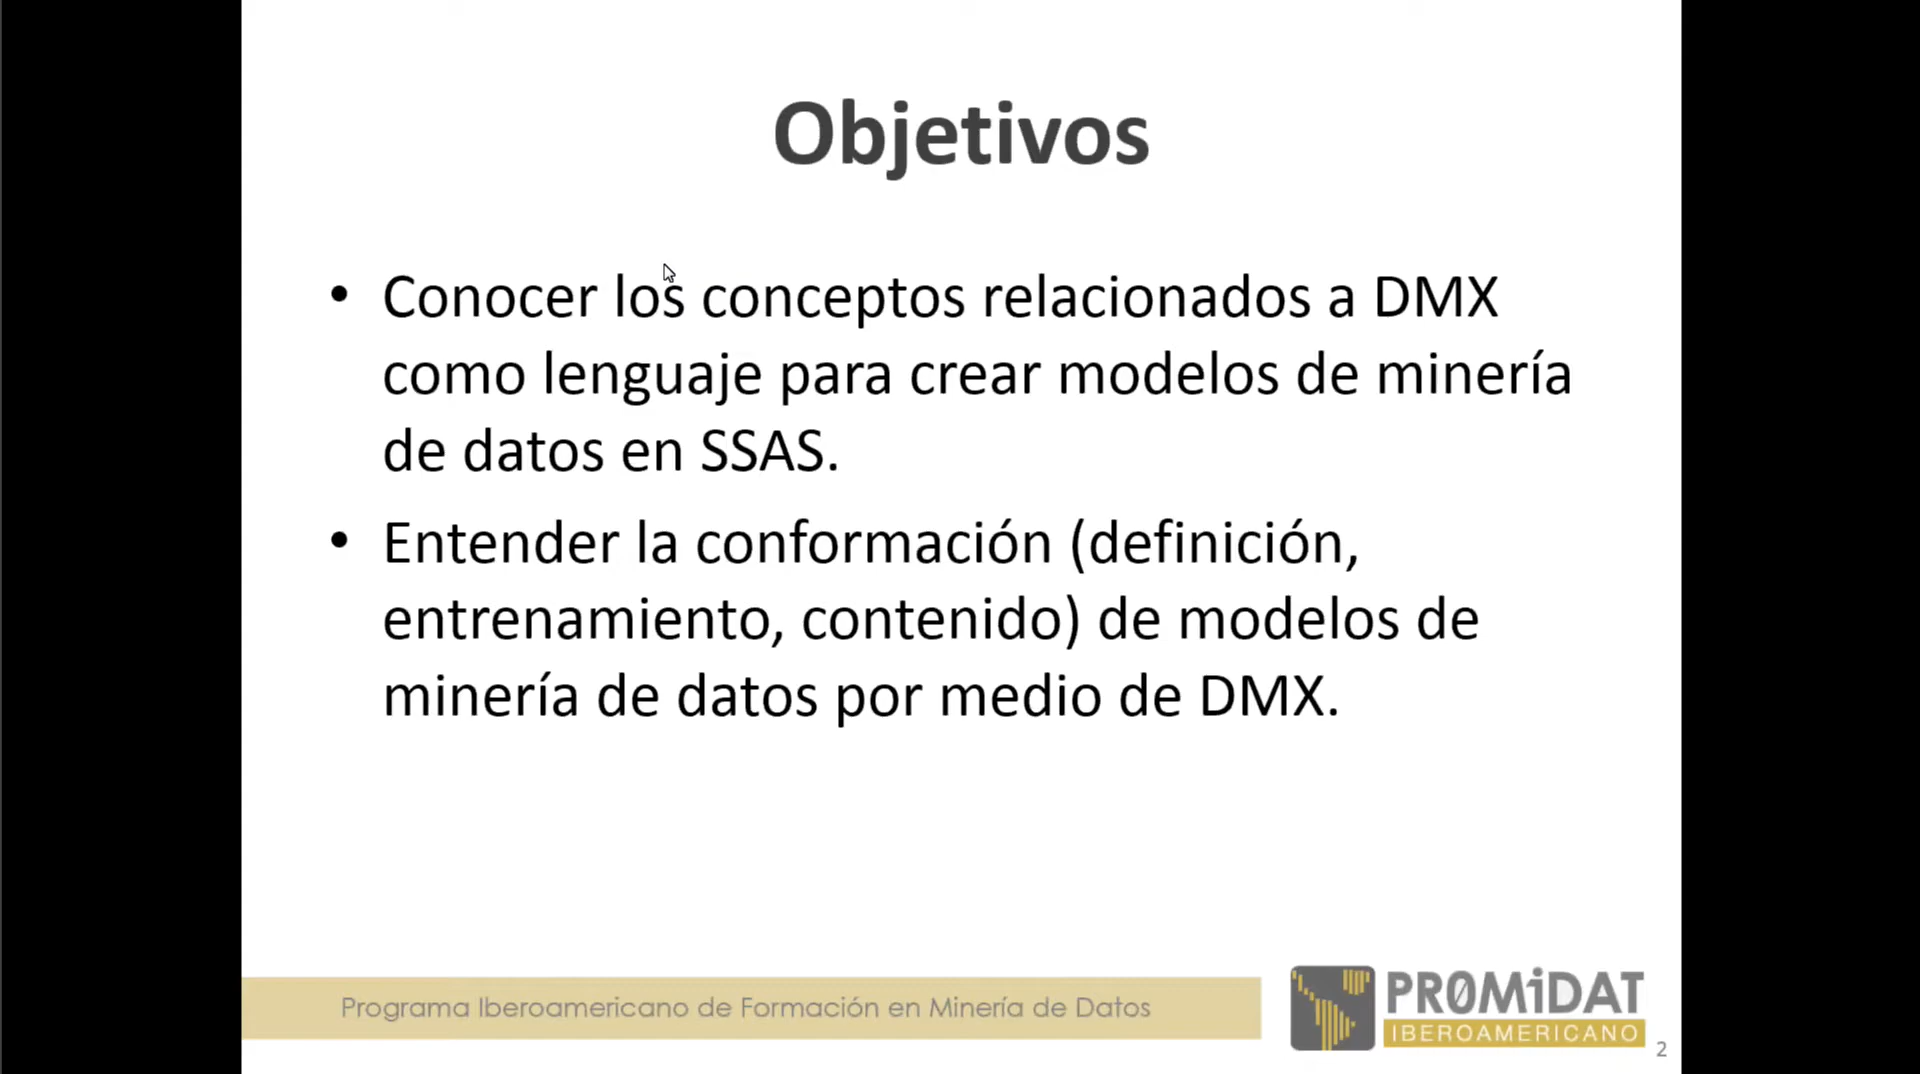 Objetivos
• Conocer los conceptos relacionados a DMX
como lenguaje para crear modelos de minería
de datos en SSAS.
• Entender la conformación (definición,
entrenamiento, contenido) de modelos de
minería de datos por medio de DMX.
Programa Iberoamericano de Formación en Minería de Datos
PR0MiDAT
IBEROAMERICANO
2